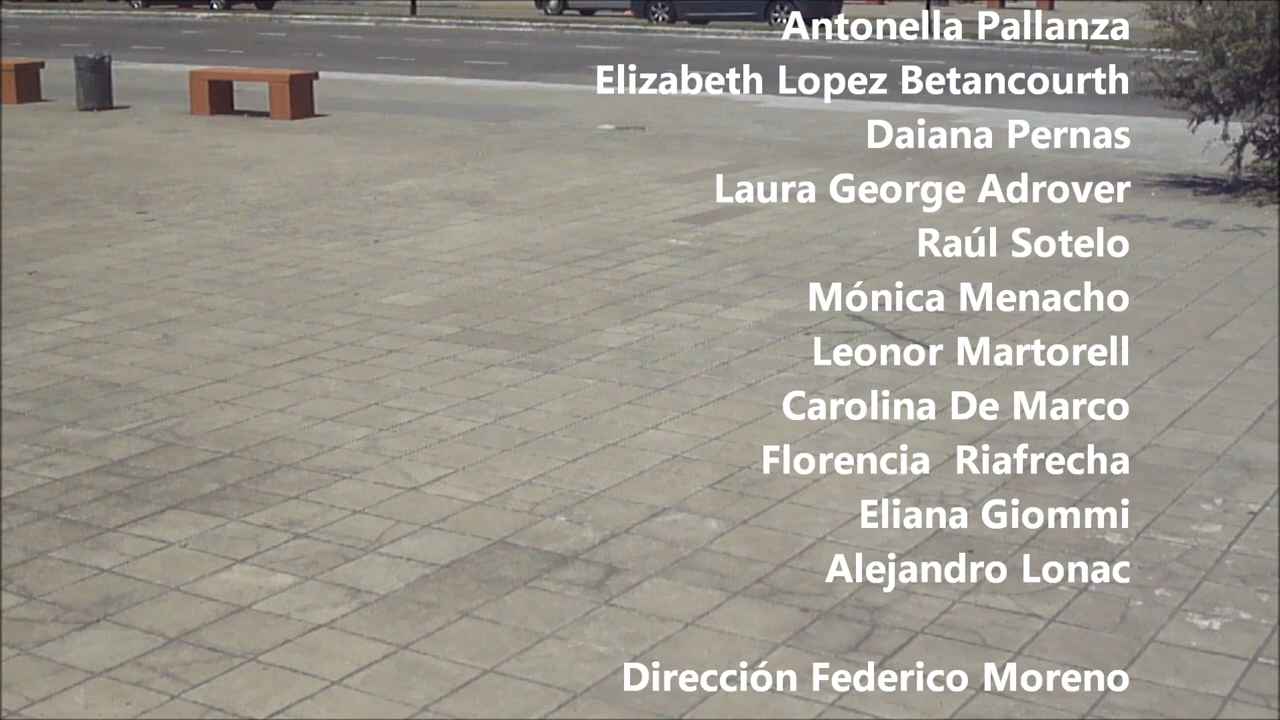 Antonella Pallanza
Elizabeth Lopez Betancourth
Daiana Pernas
Laura George Adrover
Raúl Sotelo
Mónica Menacho
Leonor Martorell
Carolina De Marco
Florencia  Riafrecha
Eliana Giommi
Alejandro Lonac
Dirección Federico Moreno